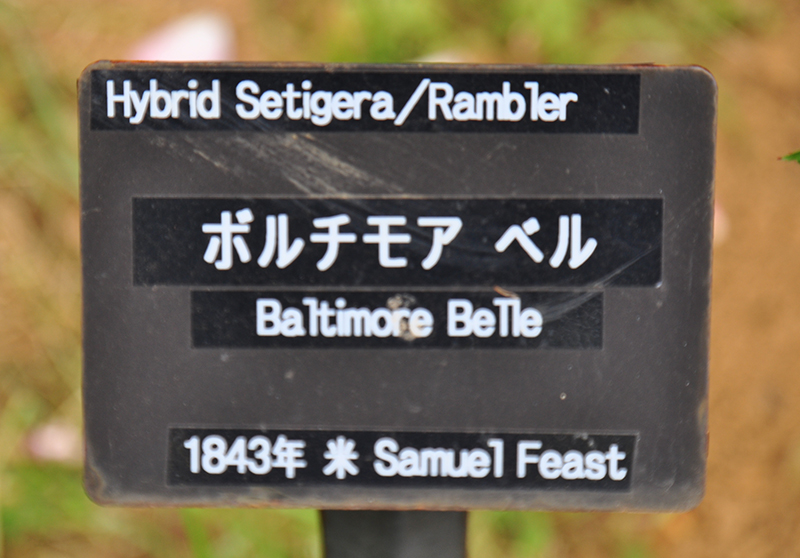 Hybrid Setigera/Rambler
ボルチモア ベル
Baltimore Belle
1843年 米 Samuel Feast